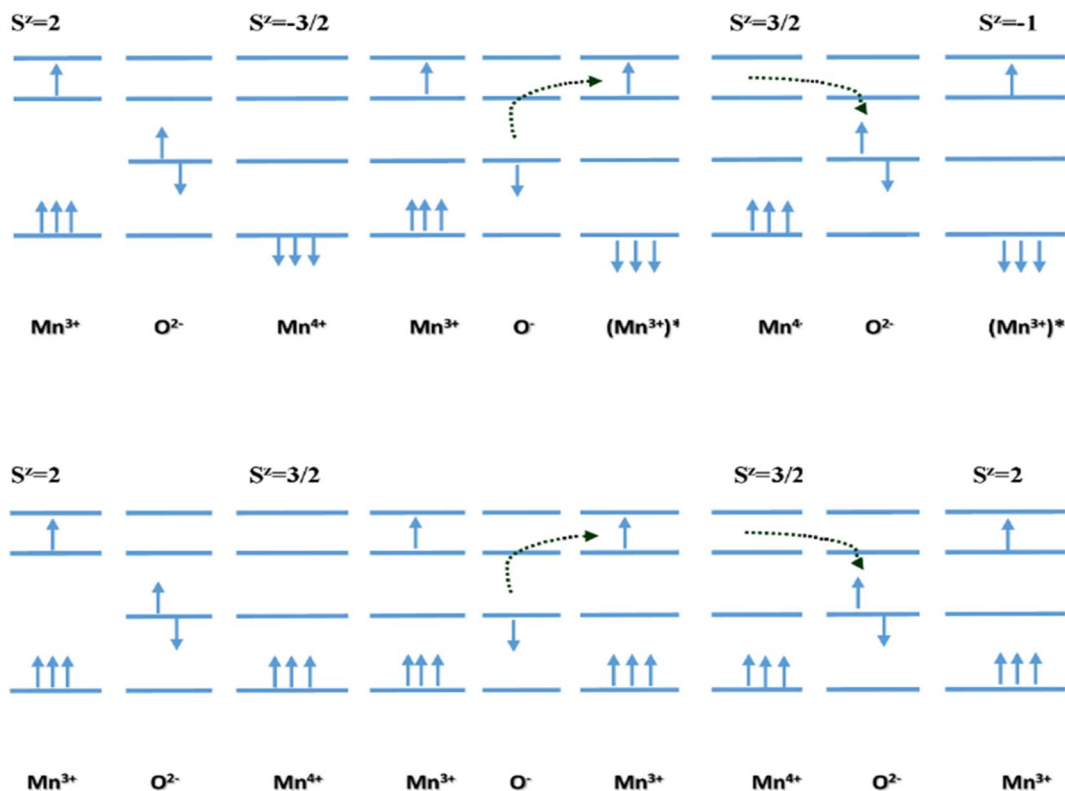 S^z=2 S^z=-3/2 S^z=3/2 S^z=-1
Mn³⁺ O²⁻ Mn⁴⁺ Mn³⁺ O⁻ (Mn³⁺)* Mn⁴⁻ O²⁻ (Mn³⁺)*
S^z=2 S^z=3/2 S^z=3/2 S^z=2
Mn³⁺ O²⁻ Mn⁴⁺ Mn³⁺ O⁻ Mn³⁺ Mn⁴⁺ O²⁻ Mn³⁺